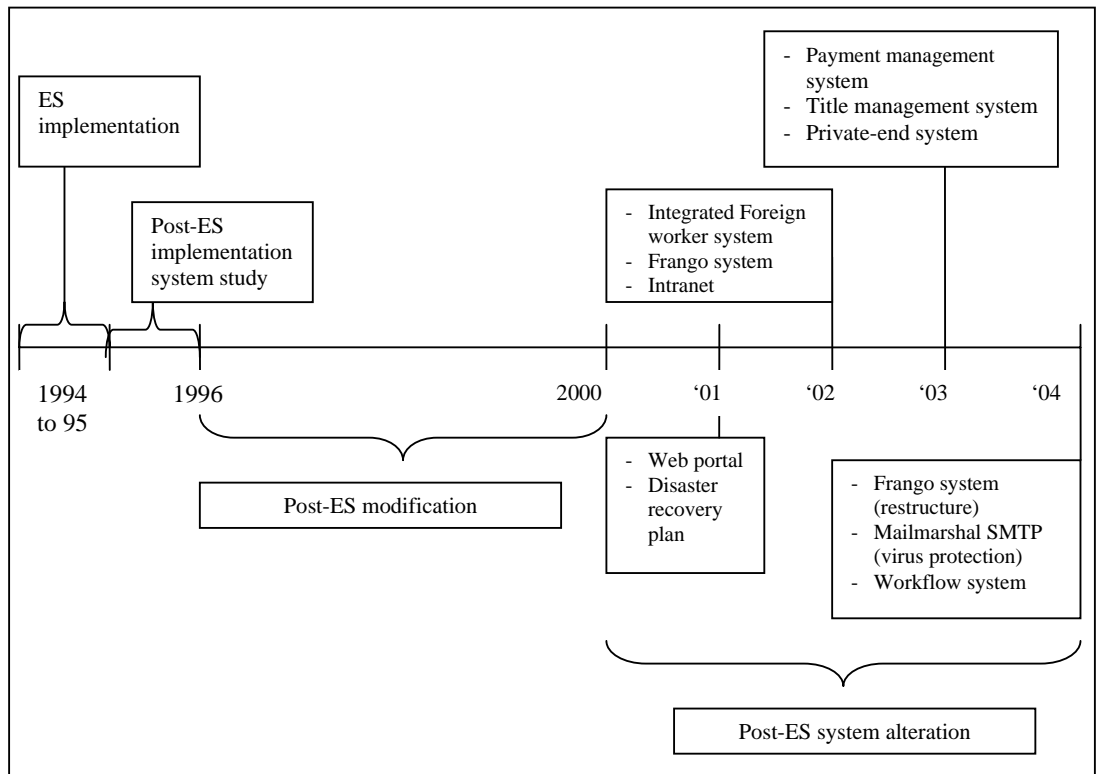 - Payment management
system
- Title management system
- Private-end system
ES
implementation
Post-ES
implementation
system study
- Integrated Foreign
worker system
- Frango system
- Intranet
1994
to 95
1996
2000
‘01
‘02
‘03
‘04
- Web portal
- Disaster
recovery
plan
Post-ES modification
- Frango system
(restructure)
- Mailmarshal SMTP
(virus protection)
- Workflow system
Post-ES system alteration